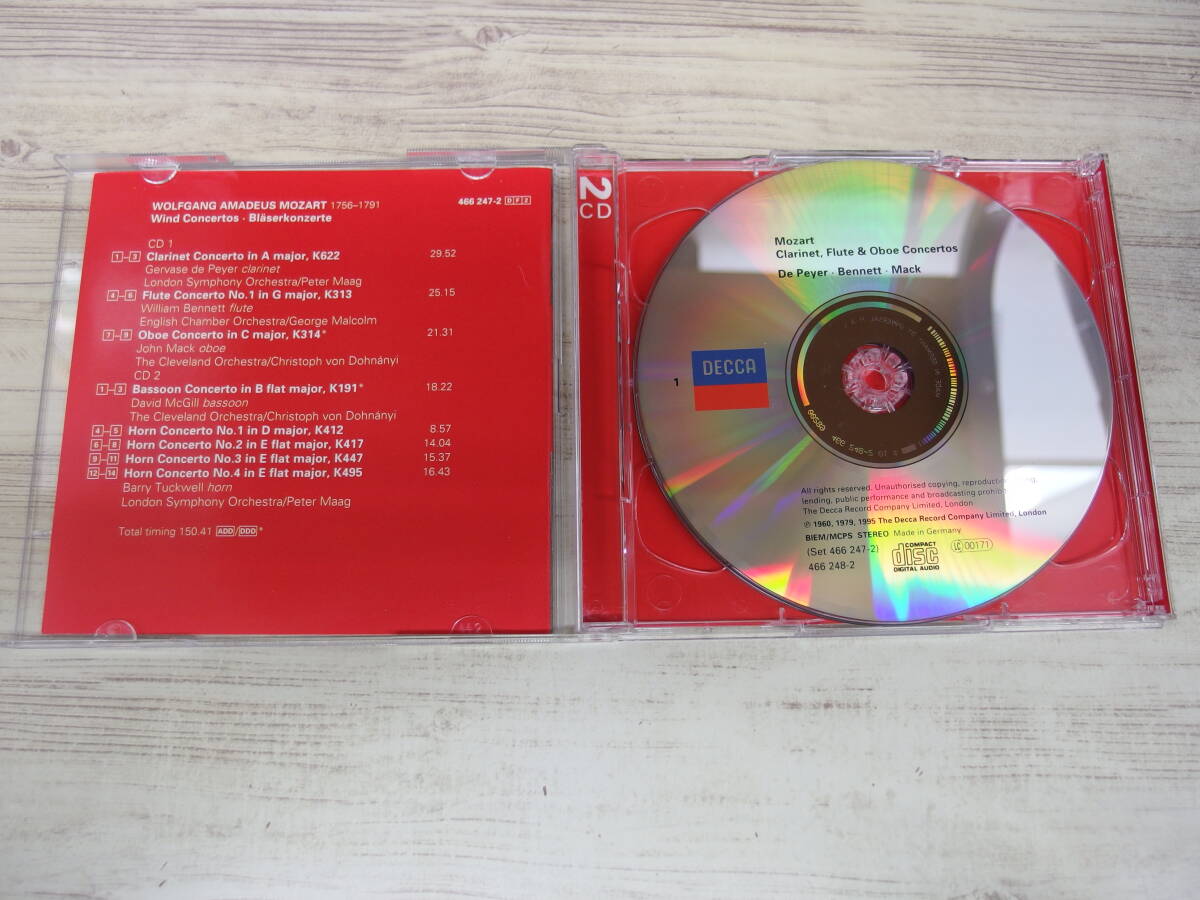 WOLFGANG AMADEUS MOZART 1756–1791 466 247-2 D F 2
Wind Concertos · Bläserkonzerte
CD 1
1–3 Clarinet Concerto in A major, K622 29.52
Gervase de Peyer clarinet
London Symphony Orchestra/Peter Maag
4–6 Flute Concerto No.1 in G major, K313 25.15
William Bennett flute
English Chamber Orchestra/George Malcolm
7–9 Oboe Concerto in C major, K314* 21.31
John Mack oboe
The Cleveland Orchestra/Christoph von Dohnányi
CD 2
1–3 Bassoon Concerto in B flat major, K191* 18.22
David McGill bassoon
The Cleveland Orchestra/Christoph von Dohnányi
4–5 Horn Concerto No.1 in D major, K412 8.57
6–8 Horn Concerto No.2 in E flat major, K417 14.04
9–11 Horn Concerto No.3 in E flat major, K447 15.37
12–14 Horn Concerto No.4 in E flat major, K495 16.43
Barry Tuckwell horn
London Symphony Orchestra/Peter Maag
Total timing 150.41 ADD/DDD*
2
CD
Mozart
Clarinet, Flute & Oboe Concertos
De Peyer · Bennett · Mack
1
DECCA
All rights reserved. Unauthorised copying, reproduction,
lending, public performance and broadcasting
The Decca Record Company Limited, London
℗ 1960, 1979, 1995 The Decca Record Company Limited, London
BIEM/MCPS STEREO Made in Germany
(Set 466 247-2)
466 248-2
COMPACT
disc
DIGITAL AUDIO
LC 00171